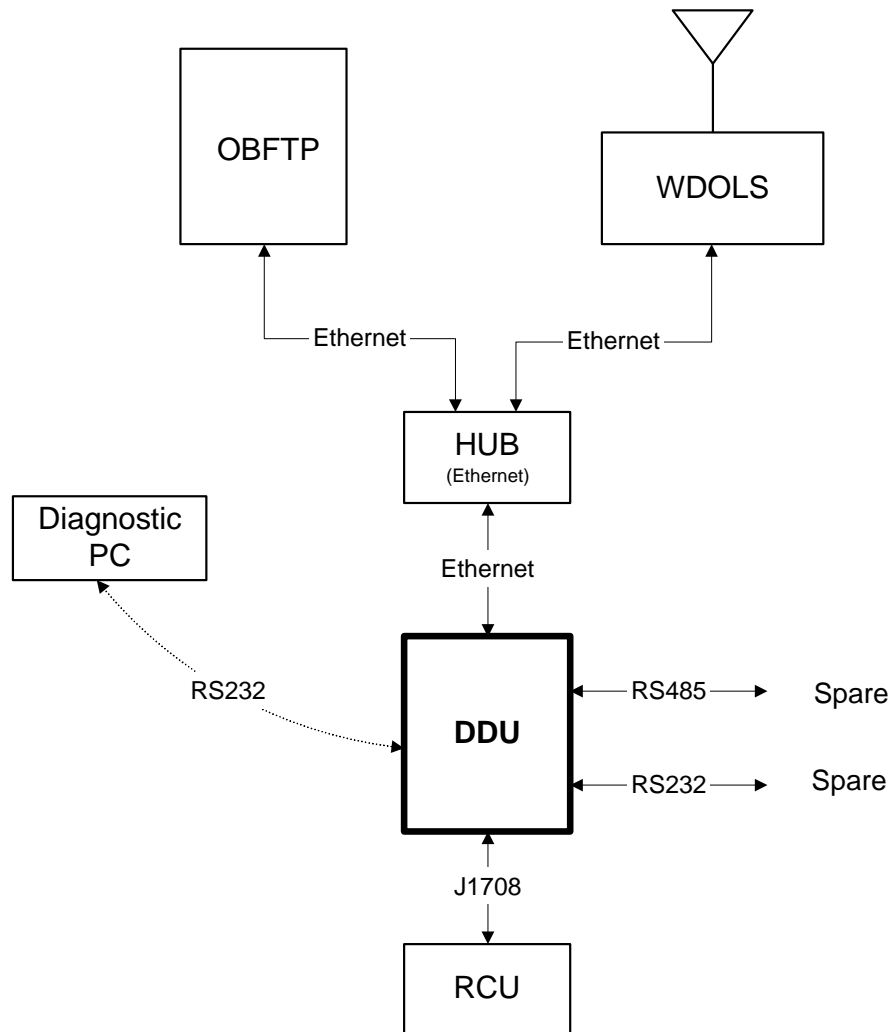 OBFTP
WDOLS
Ethernet
Ethernet
HUB
(Ethernet)
Diagnostic
PC
Ethernet
RS232
DDU
RS485
Spare
RS232
Spare
J1708
RCU